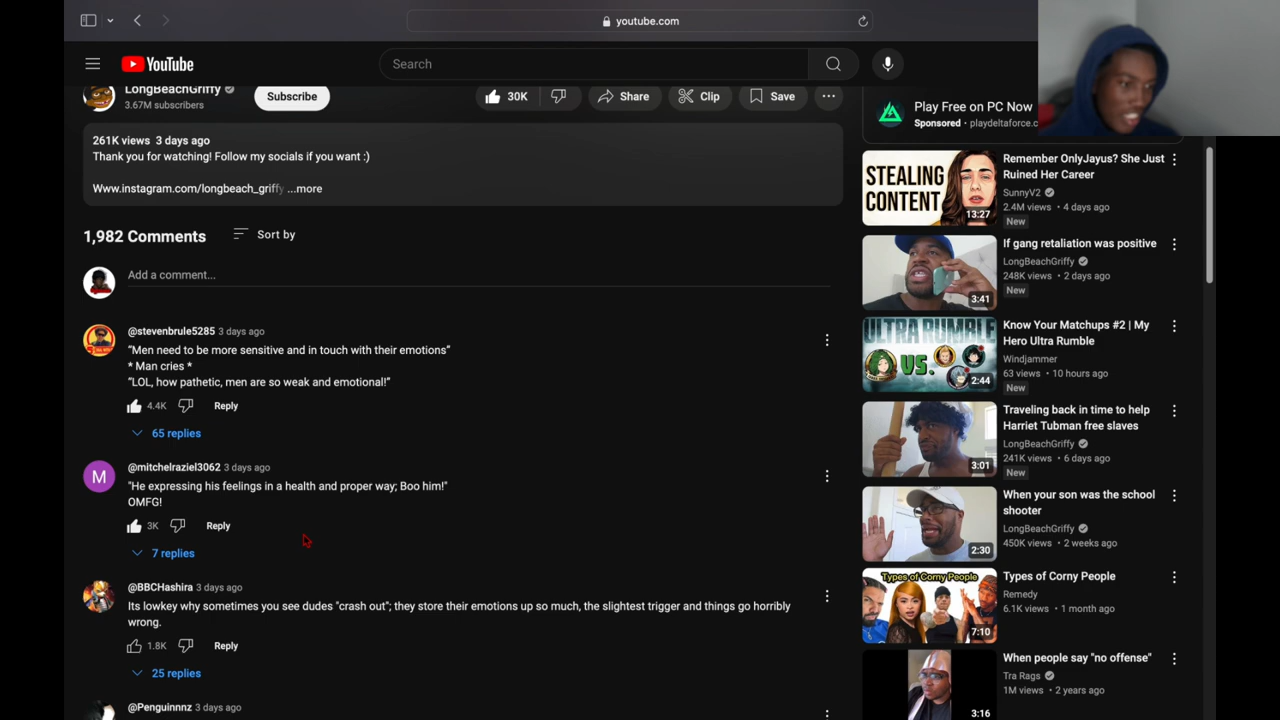 youtube.com
YouTube
Search
LongBeachGriffy
3.67M subscribers
Subscribe
30K
Share
Clip
Save
261K views 3 days ago
Thank you for watching! Follow my socials if you want :)
Www.instagram.com/longbeach_griffy ...more
1,982 Comments
Sort by
Add a comment...
@stevenbrule5285 3 days ago
“Men need to be more sensitive and in touch with their emotions”
* Man cries *
“LOL, how pathetic, men are so weak and emotional!”
4.4K
Reply
65 replies
M
@mitchelraziel3062 3 days ago
"He expressing his feelings in a health and proper way; Boo him!"
OMFG!
3K
Reply
7 replies
@BBCHashira 3 days ago
Its lowkey why sometimes you see dudes "crash out"; they store their emotions up so much, the slightest trigger and things go horribly
wrong.
1.8K
Reply
25 replies
@Penguinnnz 3 days ago
Play Free on PC Now
Sponsored · playdeltaforce.c
STEALING
CONTENT
13:27
Remember OnlyJayus? She Just
Ruined Her Career
SunnyV2
2.4M views · 4 days ago
New
3:41
If gang retaliation was positive
LongBeachGriffy
248K views · 2 days ago
New
ULTRA RUMBLE
VS.
2:44
Know Your Matchups #2 | My
Hero Ultra Rumble
Windjammer
63 views · 10 hours ago
New
3:01
Traveling back in time to help
Harriet Tubman free slaves
LongBeachGriffy
241K views · 6 days ago
New
2:30
When your son was the school
shooter
LongBeachGriffy
450K views · 2 weeks ago
Types of Corny People
7:10
Types of Corny People
Remedy
6.1K views · 1 month ago
3:16
When people say "no offense"
Tra Rags
1M views · 2 years ago